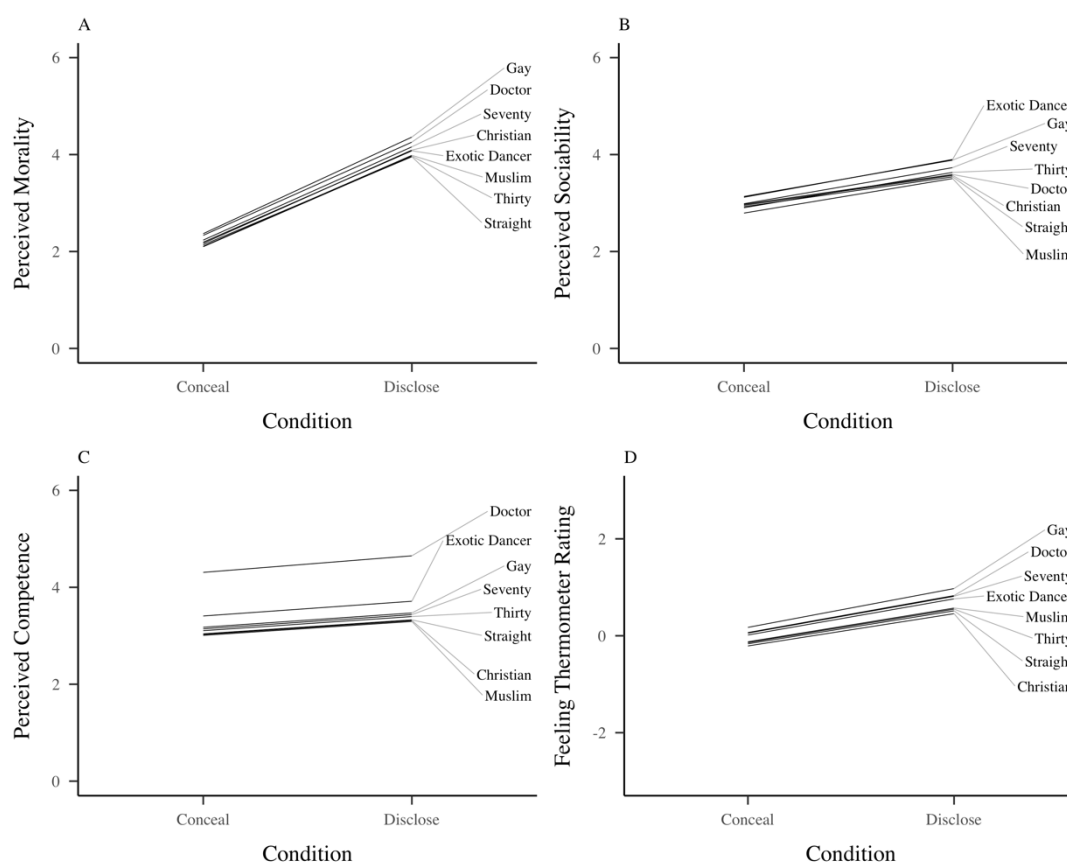 A
Perceived Morality
6
4
2
0
Gay
Doctor
Seventy
Christian
Exotic Dancer
Muslim
Thirty
Straight
Conceal
Disclose
Condition
B
Perceived Sociability
6
4
2
0
Exotic Dance
Gay
Seventy
Thirty
Docto
Christian
Straigh
Muslim
Conceal
Disclose
Condition
C
Perceived Competence
6
4
2
0
Doctor
Exotic Dancer
Gay
Seventy
Thirty
Straight
Christian
Muslim
Conceal
Disclose
Condition
D
Feeling Thermometer Rating
2
0
-2
Gay
Docto
Seventy
Exotic Dance
Muslim
Thirty
Straigh
Christian
Conceal
Disclose
Condition